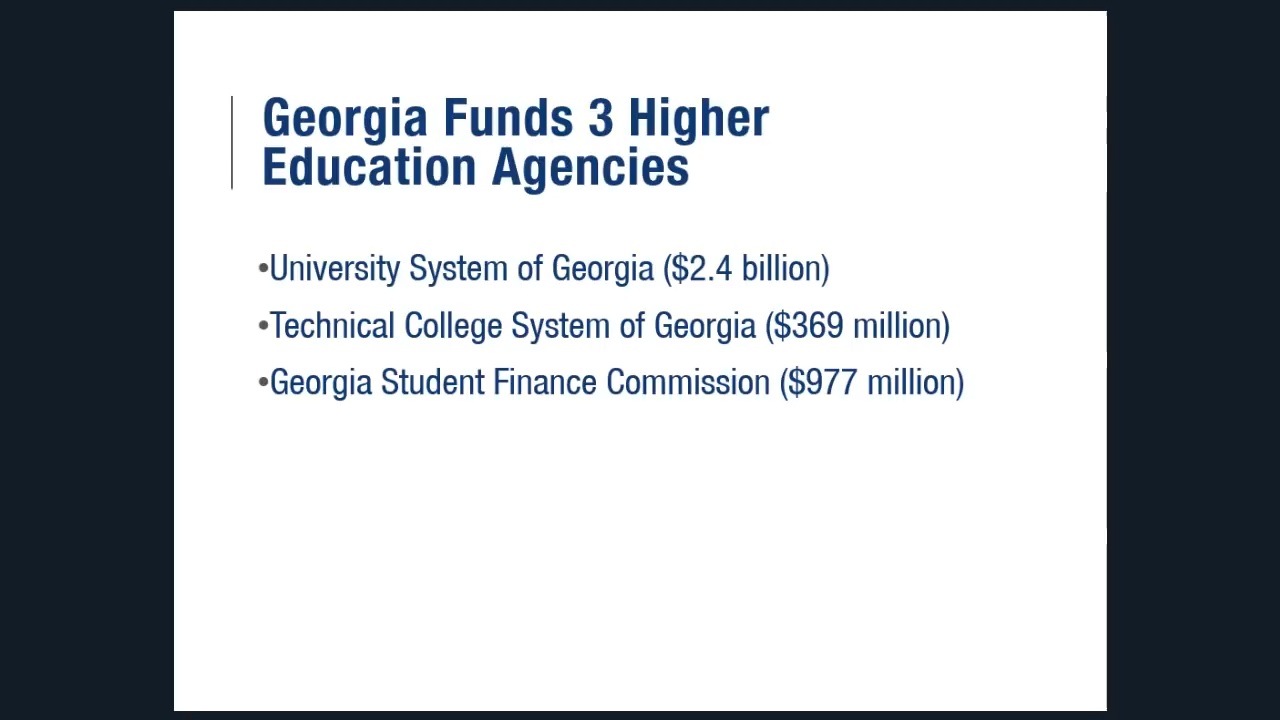 Georgia Funds 3 Higher
Education Agencies
•University System of Georgia ($2.4 billion)
•Technical College System of Georgia ($369 million)
•Georgia Student Finance Commission ($977 million)